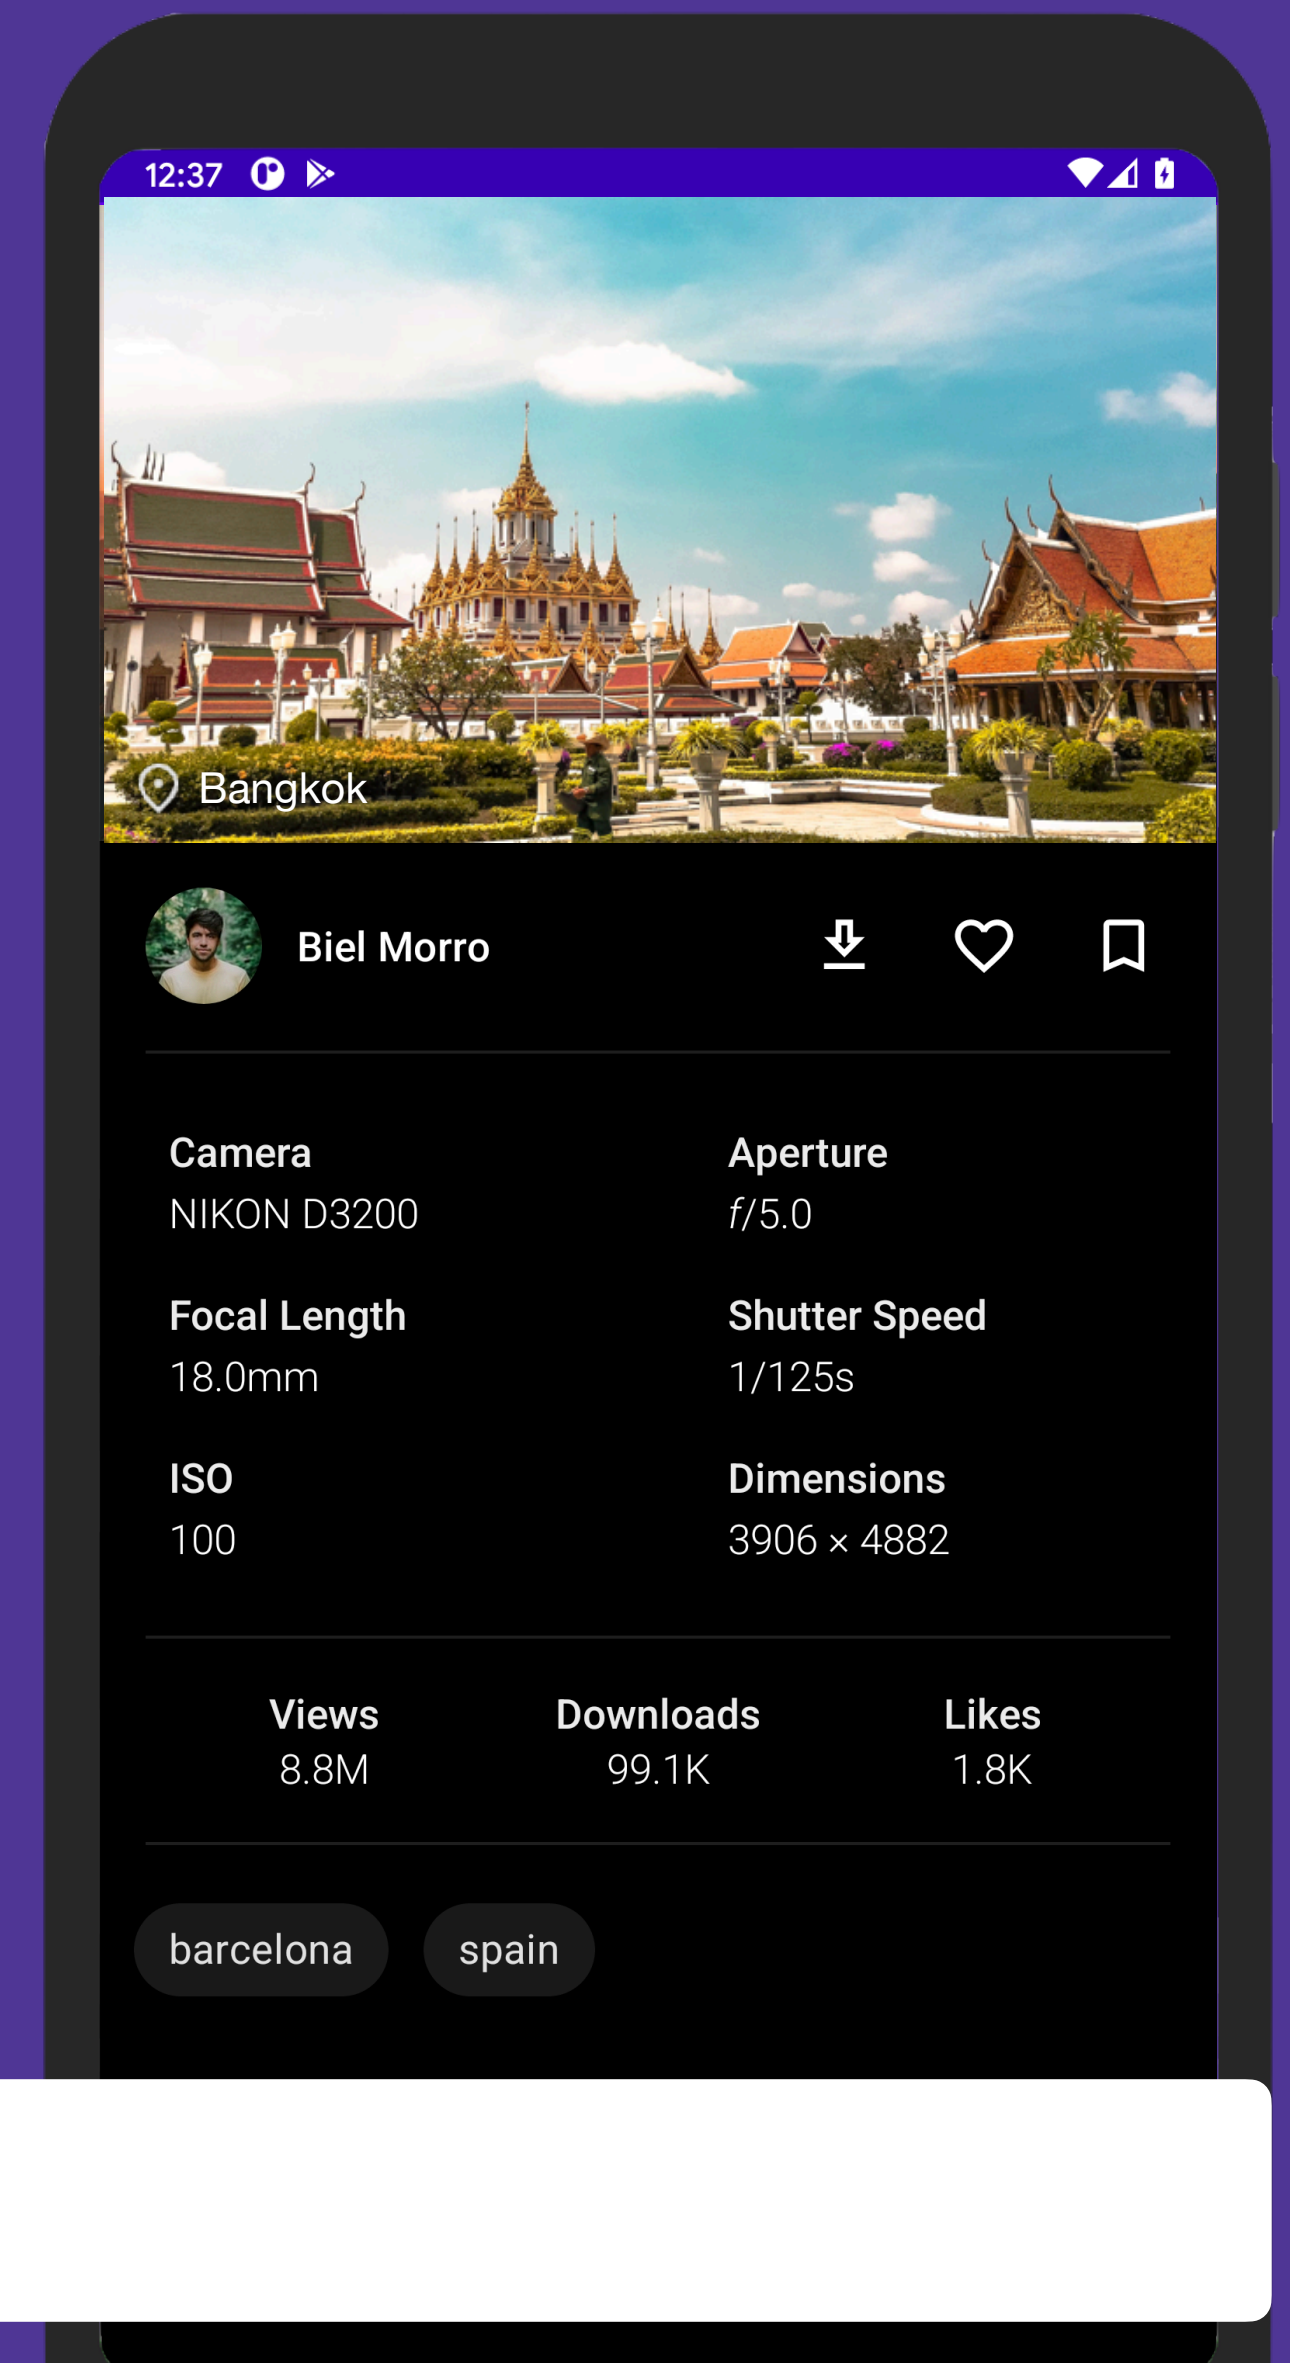 12:37
Bangkok
Biel Morro
Camera
NIKON D3200
Aperture
f/5.0
Focal Length
18.0mm
Shutter Speed
1/125s
ISO
100
Dimensions
3906 × 4882
Views
8.8M
Downloads
99.1K
Likes
1.8K
barcelona
spain